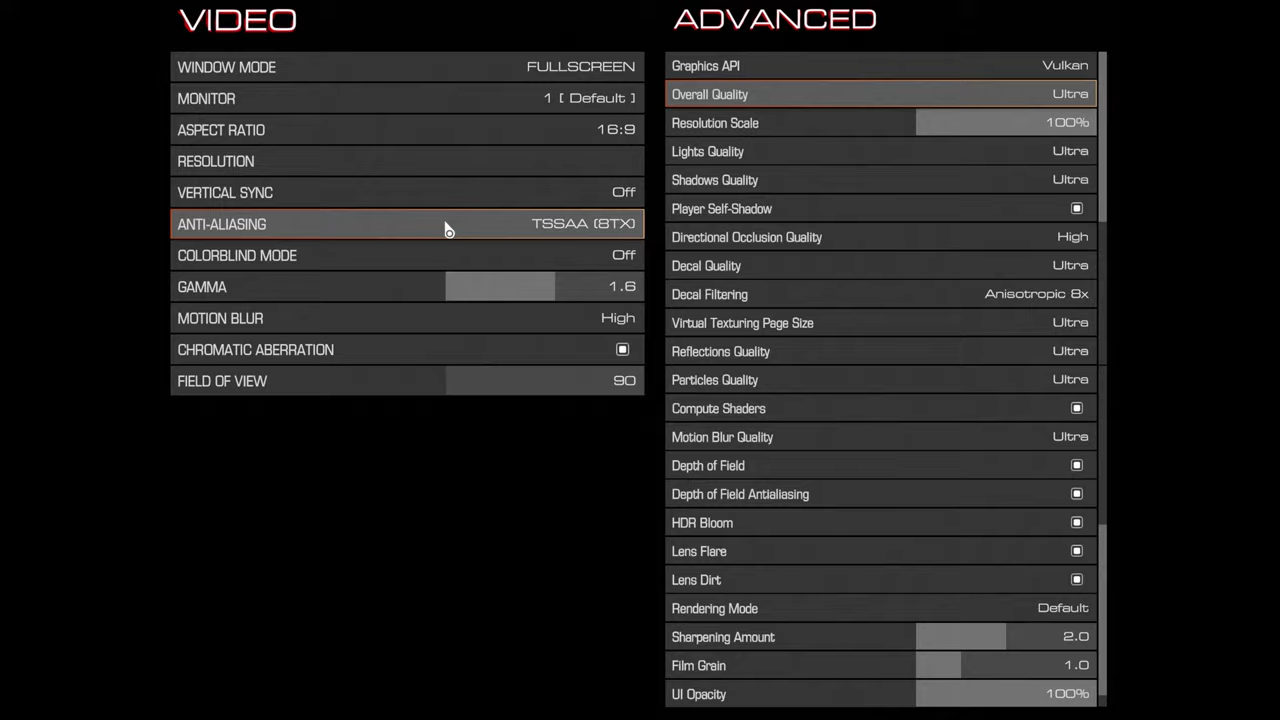 VIDEO
WINDOW MODE FULLSCREEN
MONITOR 1 [ Default ]
ASPECT RATIO 16:9
RESOLUTION
VERTICAL SYNC Off
ANTI-ALIASING TSSAA (8TX)
COLORBLIND MODE Off
GAMMA 1.6
MOTION BLUR High
CHROMATIC ABERRATION
FIELD OF VIEW 90
ADVANCED
Graphics API Vulkan
Overall Quality Ultra
Resolution Scale 100%
Lights Quality Ultra
Shadows Quality Ultra
Player Self-Shadow
Directional Occlusion Quality High
Decal Quality Ultra
Decal Filtering Anisotropic 8x
Virtual Texturing Page Size Ultra
Reflections Quality Ultra
Particles Quality Ultra
Compute Shaders
Motion Blur Quality Ultra
Depth of Field
Depth of Field Antialiasing
HDR Bloom
Lens Flare
Lens Dirt
Rendering Mode Default
Sharpening Amount 2.0
Film Grain 1.0
UI Opacity 100%